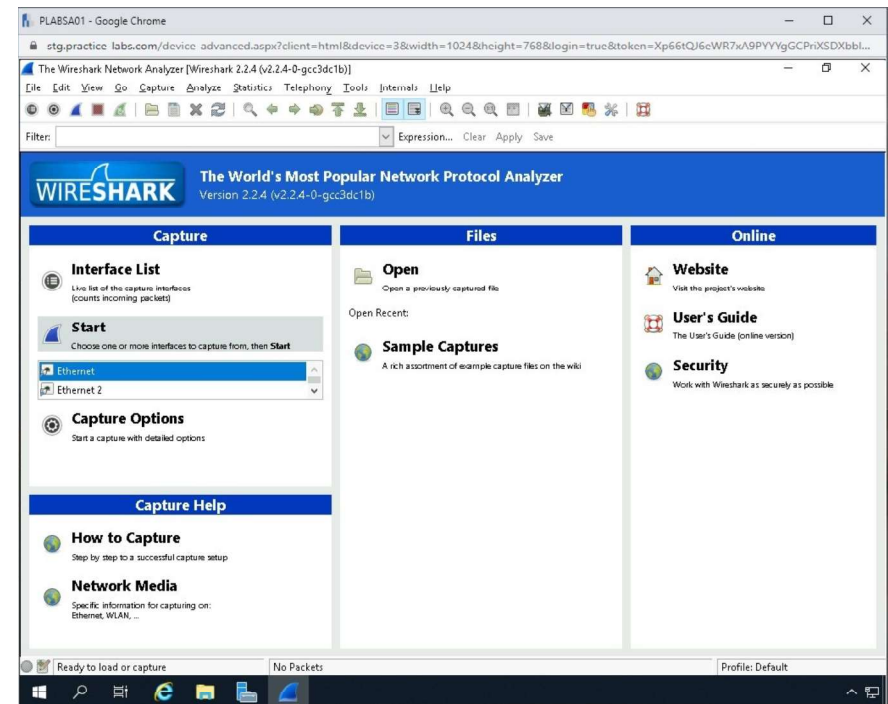 PLABSA01 - Google Chrome
stg.practice-labs.com/device-advanced.aspx?client=html&device=3&width=1024&height=768&login=true&token=Xp66tQJ6eWR7xA9PYYYgGCPriXSDXbbl...
The Wireshark Network Analyzer [Wireshark 2.2.4 (v2.2.4-0-gcc3dc1b)]
File Edit View Go Capture Analyze Statistics Telephony Tools Internals Help
Filter: Expression... Clear Apply Save
WIRESHARK
The World's Most Popular Network Protocol Analyzer
Version 2.2.4 (v2.2.4-0-gcc3dc1b)
Capture
Interface List
Live list of the capture interfaces
(counts incoming packets)
Start
Choose one or more interfaces to capture from, then Start
Ethernet
Ethernet 2
Capture Options
Start a capture with detailed options
Capture Help
How to Capture
Step by step to a successful capture setup
Network Media
Specific information for capturing on:
Ethernet, WLAN, ...
Files
Open
Open a previously captured file
Open Recent:
Sample Captures
A rich assortment of example capture files on the wiki
Online
Website
Visit the project's website
User's Guide
The User's Guide (online version)
Security
Work with Wireshark as securely as possible
Ready to load or capture No Packets Profile: Default